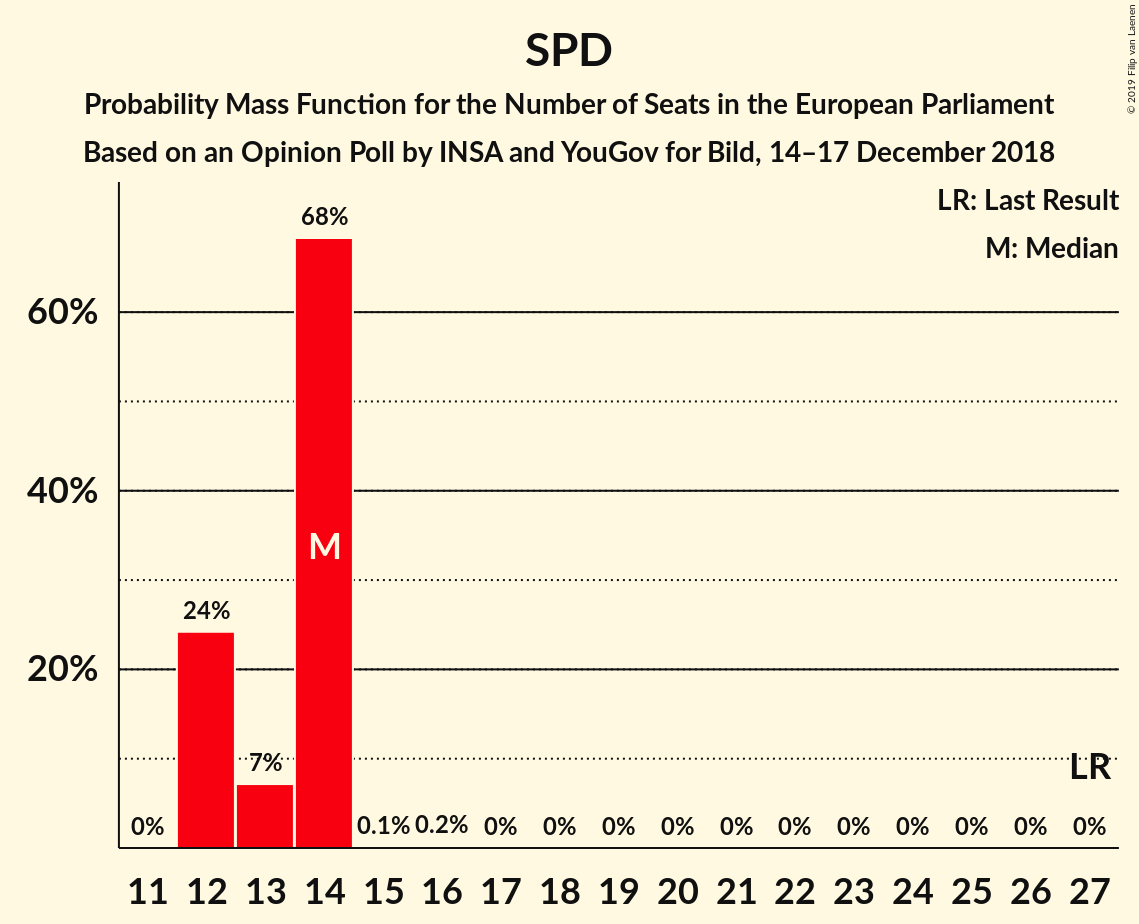 SPD
Probability Mass Function for the Number of Seats in the European Parliament
Based on an Opinion Poll by INSA and YouGov for Bild, 14–17 December 2018
© 2019 Filip van Laenen
LR: Last Result
M: Median
68%
60%
40%
M
24%
20%
7%
LR
0%
0.1%
0.2%
0%
0%
0%
0%
0%
0%
0%
0%
0%
0%
0%
11 12 13 14 15 16 17 18 19 20 21 22 23 24 25 26 27